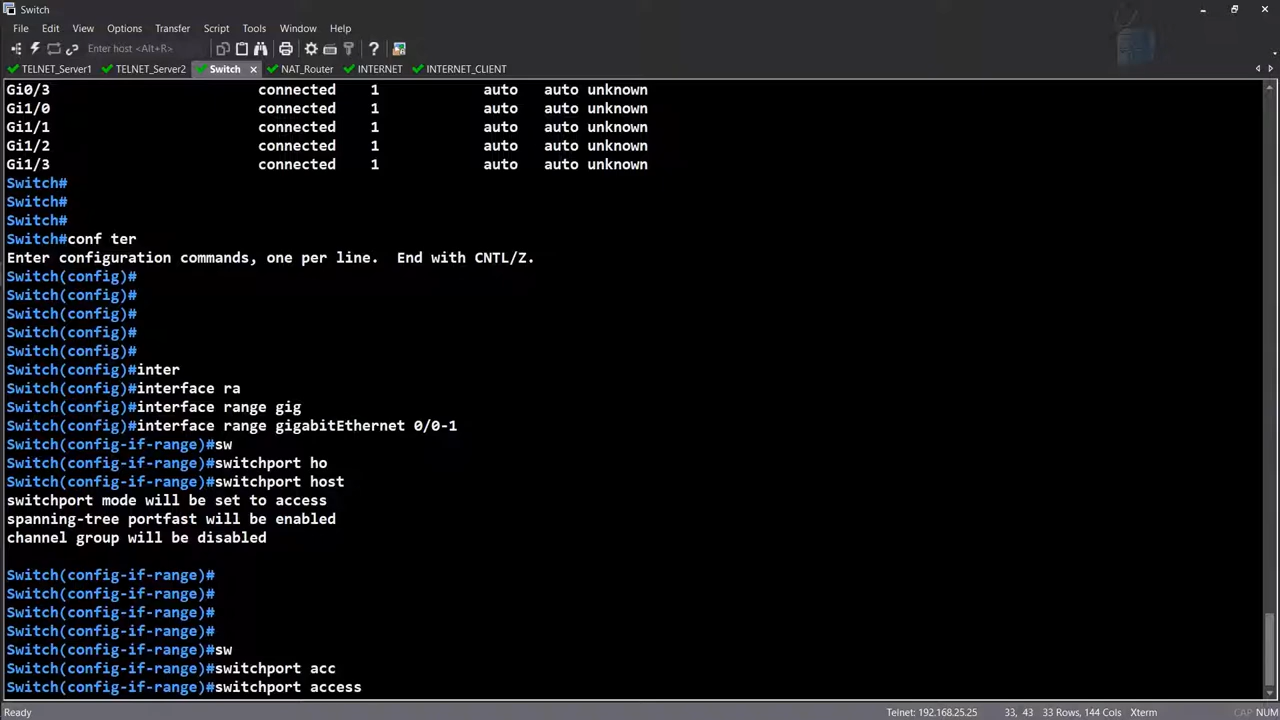 Switch
File Edit View Options Transfer Script Tools Window Help
Enter host <Alt+R>
TELNET_Server1 TELNET_Server2 Switch NAT_Router INTERNET INTERNET_CLIENT
Gi0/3 connected 1 auto auto unknown
Gi1/0 connected 1 auto auto unknown
Gi1/1 connected 1 auto auto unknown
Gi1/2 connected 1 auto auto unknown
Gi1/3 connected 1 auto auto unknown
Switch#
Switch#
Switch#
Switch#conf ter
Enter configuration commands, one per line. End with CNTL/Z.
Switch(config)#
Switch(config)#
Switch(config)#
Switch(config)#
Switch(config)#
Switch(config)#inter
Switch(config)#interface ra
Switch(config)#interface range gig
Switch(config)#interface range gigabitEthernet 0/0-1
Switch(config-if-range)#sw
Switch(config-if-range)#switchport ho
Switch(config-if-range)#switchport host
switchport mode will be set to access
spanning-tree portfast will be enabled
channel group will be disabled
Switch(config-if-range)#
Switch(config-if-range)#
Switch(config-if-range)#
Switch(config-if-range)#
Switch(config-if-range)#sw
Switch(config-if-range)#switchport acc
Switch(config-if-range)#switchport access
Ready Telnet: 192.168.25.25 33, 43 33 Rows, 144 Cols Xterm CAP NUM